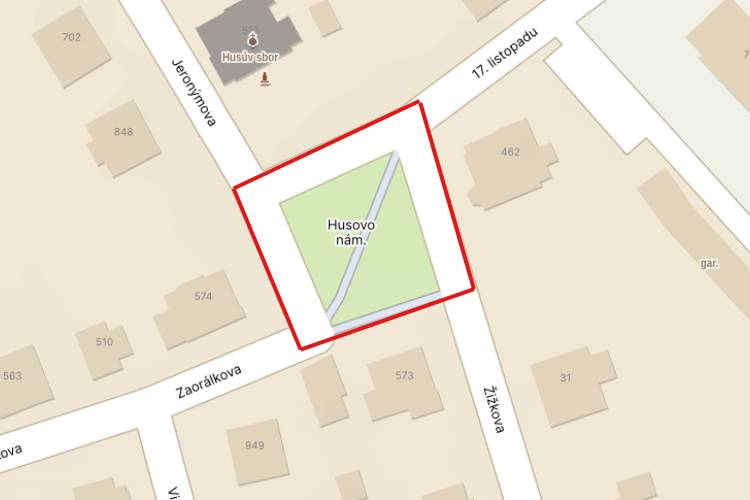 702
515
Husův sbor
17. listopadu
Jeronýmova
848
462
Husovo
nám.
gar.
574
510
563
573
31
Zaorálkova
Žižkova
949